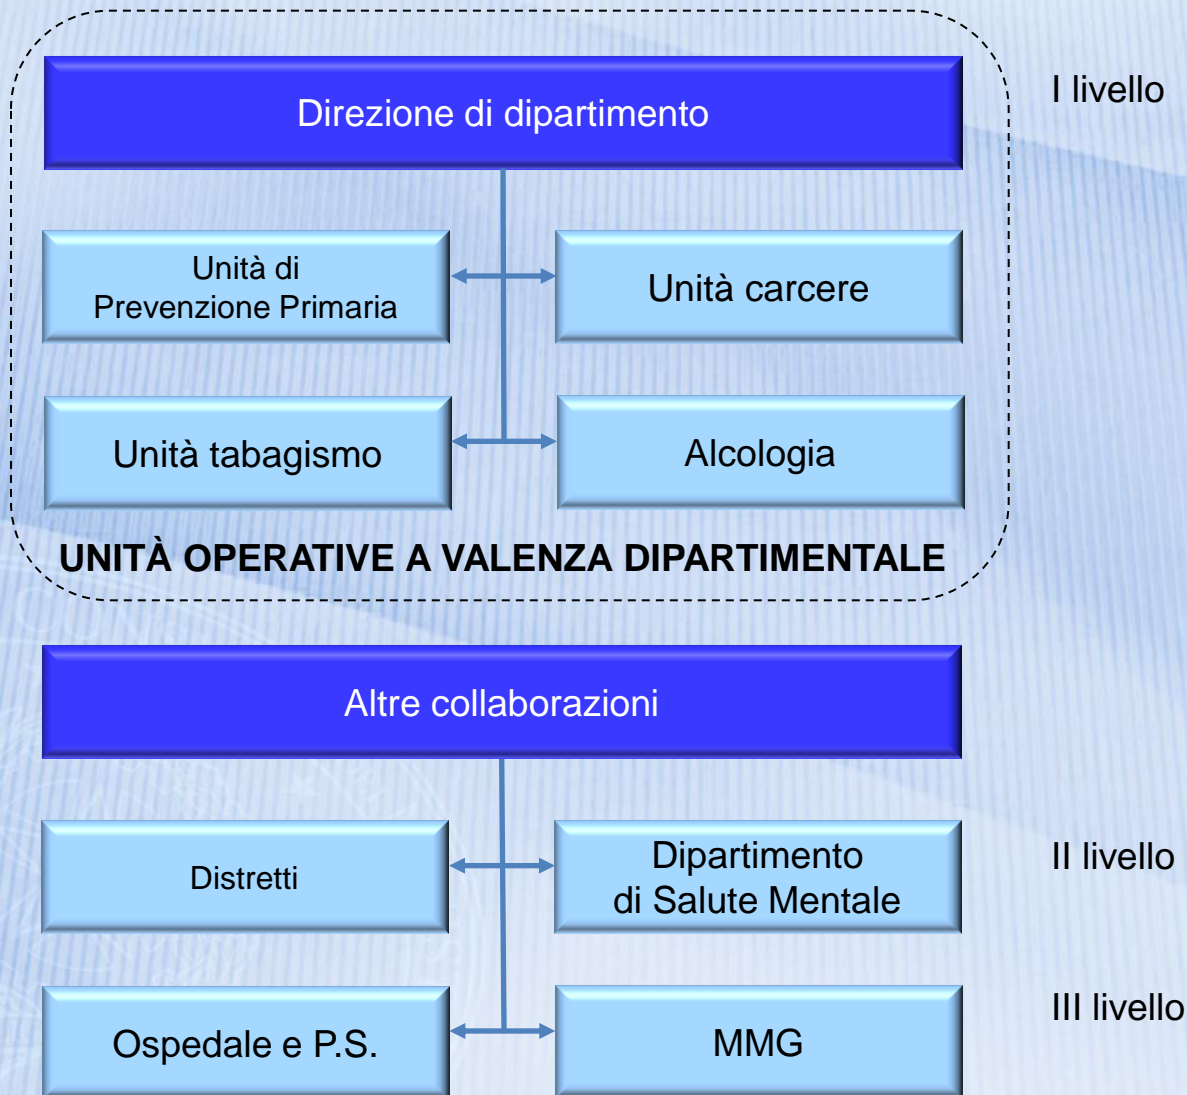 Direzione di dipartimento
I livello
Unità di
Prevenzione Primaria
Unità carcere
Unità tabagismo
Alcologia
UNITÀ OPERATIVE A VALENZA DIPARTIMENTALE
Altre collaborazioni
Distretti
Dipartimento
di Salute Mentale
II livello
Ospedale e P.S.
MMG
III livello